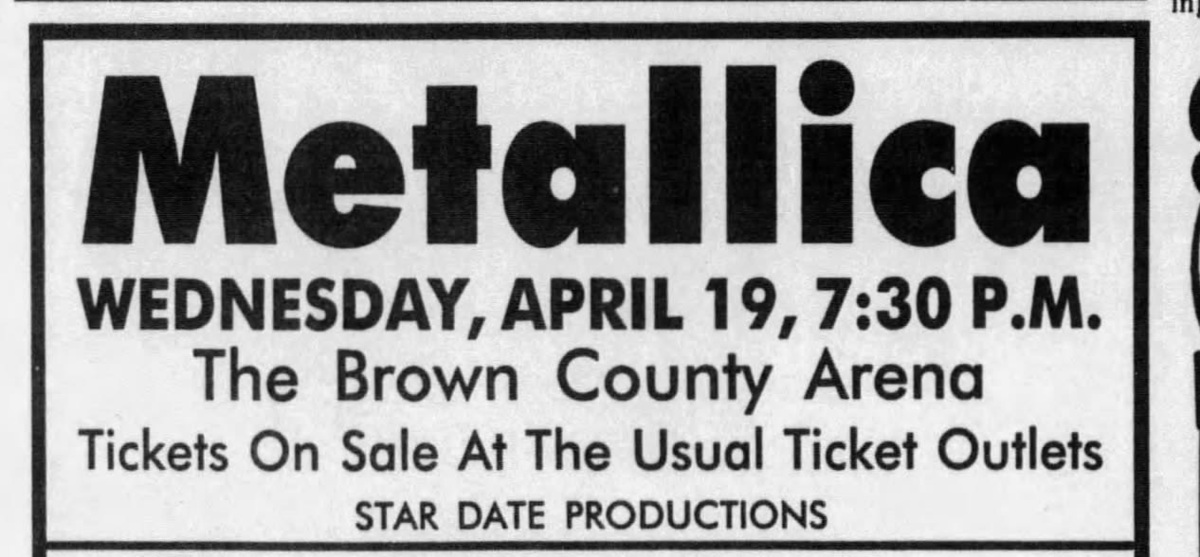 Metallica
WEDNESDAY, APRIL 19, 7:30 P.M.
The Brown County Arena
Tickets On Sale At The Usual Ticket Outlets
STAR DATE PRODUCTIONS